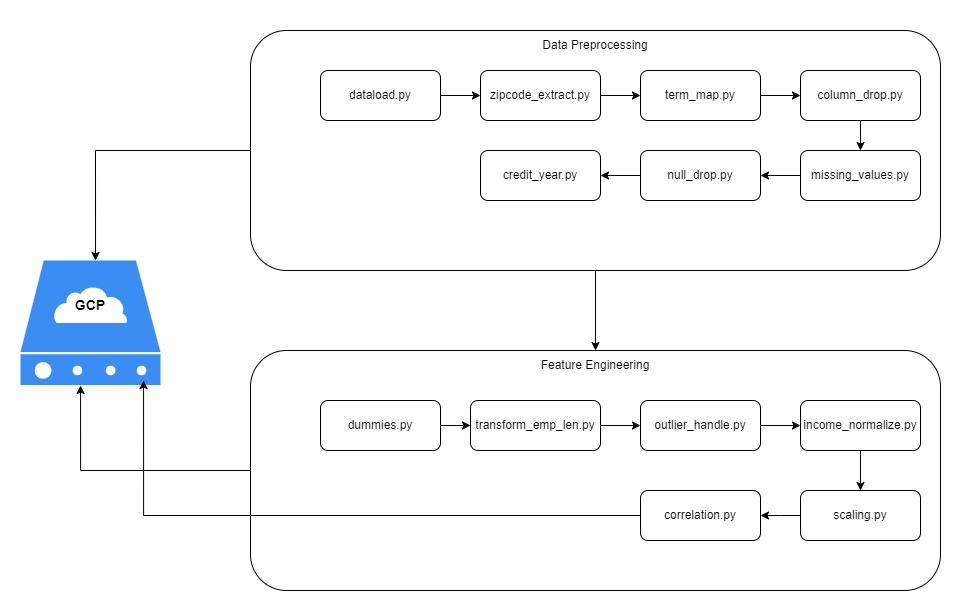 Data Preprocessing
dataload.py
zipcode_extract.py
term_map.py
column_drop.py
credit_year.py
null_drop.py
missing_values.py
GCP
Feature Engineering
dummies.py
transform_emp_len.py
outlier_handle.py
income_normalize.py
correlation.py
scaling.py